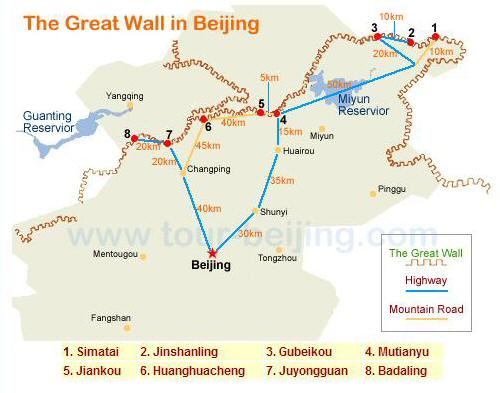 The Great Wall in Beijing
10km
3
2
1
20km
10km
5km
50km
Yangqing
Miyun
Reservior
Guanting
Reservior
8
7
6
5
4
40km
15km
Miyun
20km
45km
Huairou
20km
Changping
35km
Pinggu
40km
Shunyi
30km
www.tour-beijing.com
Mentougou
Beijing
Tongzhou
The Great Wall
Highway
Mountain Road
Fangshan
1. Simatai 2. Jinshanling 3. Gubeikou 4. Mutianyu
5. Jiankou 6. Huanghuacheng 7. Juyongguan 8. Badaling